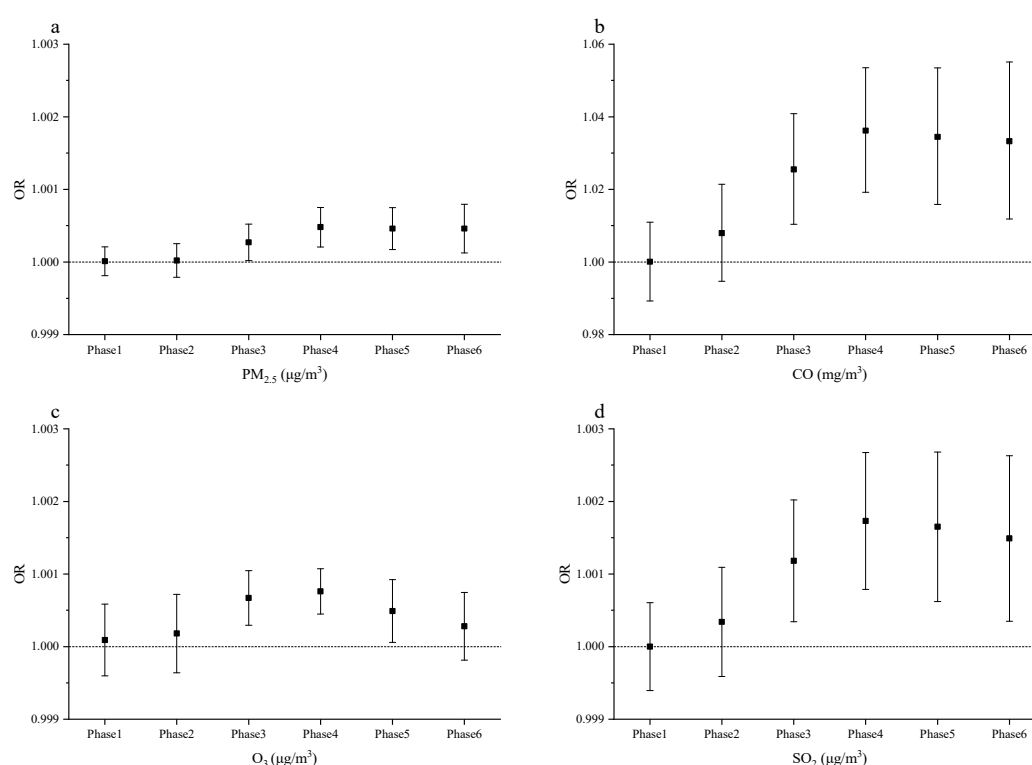 a
1.003
1.002
1.001
1.000
0.999
OR
Phase1 Phase2 Phase3 Phase4 Phase5 Phase6
PM2.5 (μg/m³)
b
1.06
1.04
1.02
1.00
0.98
OR
Phase1 Phase2 Phase3 Phase4 Phase5 Phase6
CO (mg/m³)
c
1.003
1.002
1.001
1.000
0.999
OR
Phase1 Phase2 Phase3 Phase4 Phase5 Phase6
O3 (μg/m³)
d
1.003
1.002
1.001
1.000
0.999
OR
Phase1 Phase2 Phase3 Phase4 Phase5 Phase6
SO2 (μg/m³)